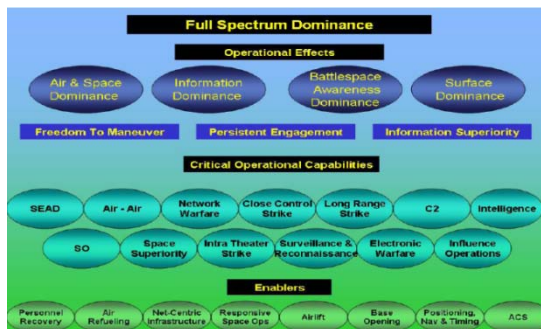 Full Spectrum Dominance
Operational Effects
Air & Space
Dominance
Information
Dominance
Battlespace
Awareness
Dominance
Surface
Dominance
Freedom To Maneuver
Persistent Engagement
Information Superiority
Critical Operational Capabilities
SEAD
Air - Air
Network
Warfare
Close Control
Strike
Long Range
Strike
C2
Intelligence
SO
Space
Superiority
Intra Theater
Strike
Surveillance &
Reconnaissance
Electronic
Warfare
Influence
Operations
Enablers
Personnel
Recovery
Air
Refueling
Net-Centric
Infrastructure
Responsive
Space Ops
Airlift
Base
Opening
Positioning,
Nav & Timing
ACS